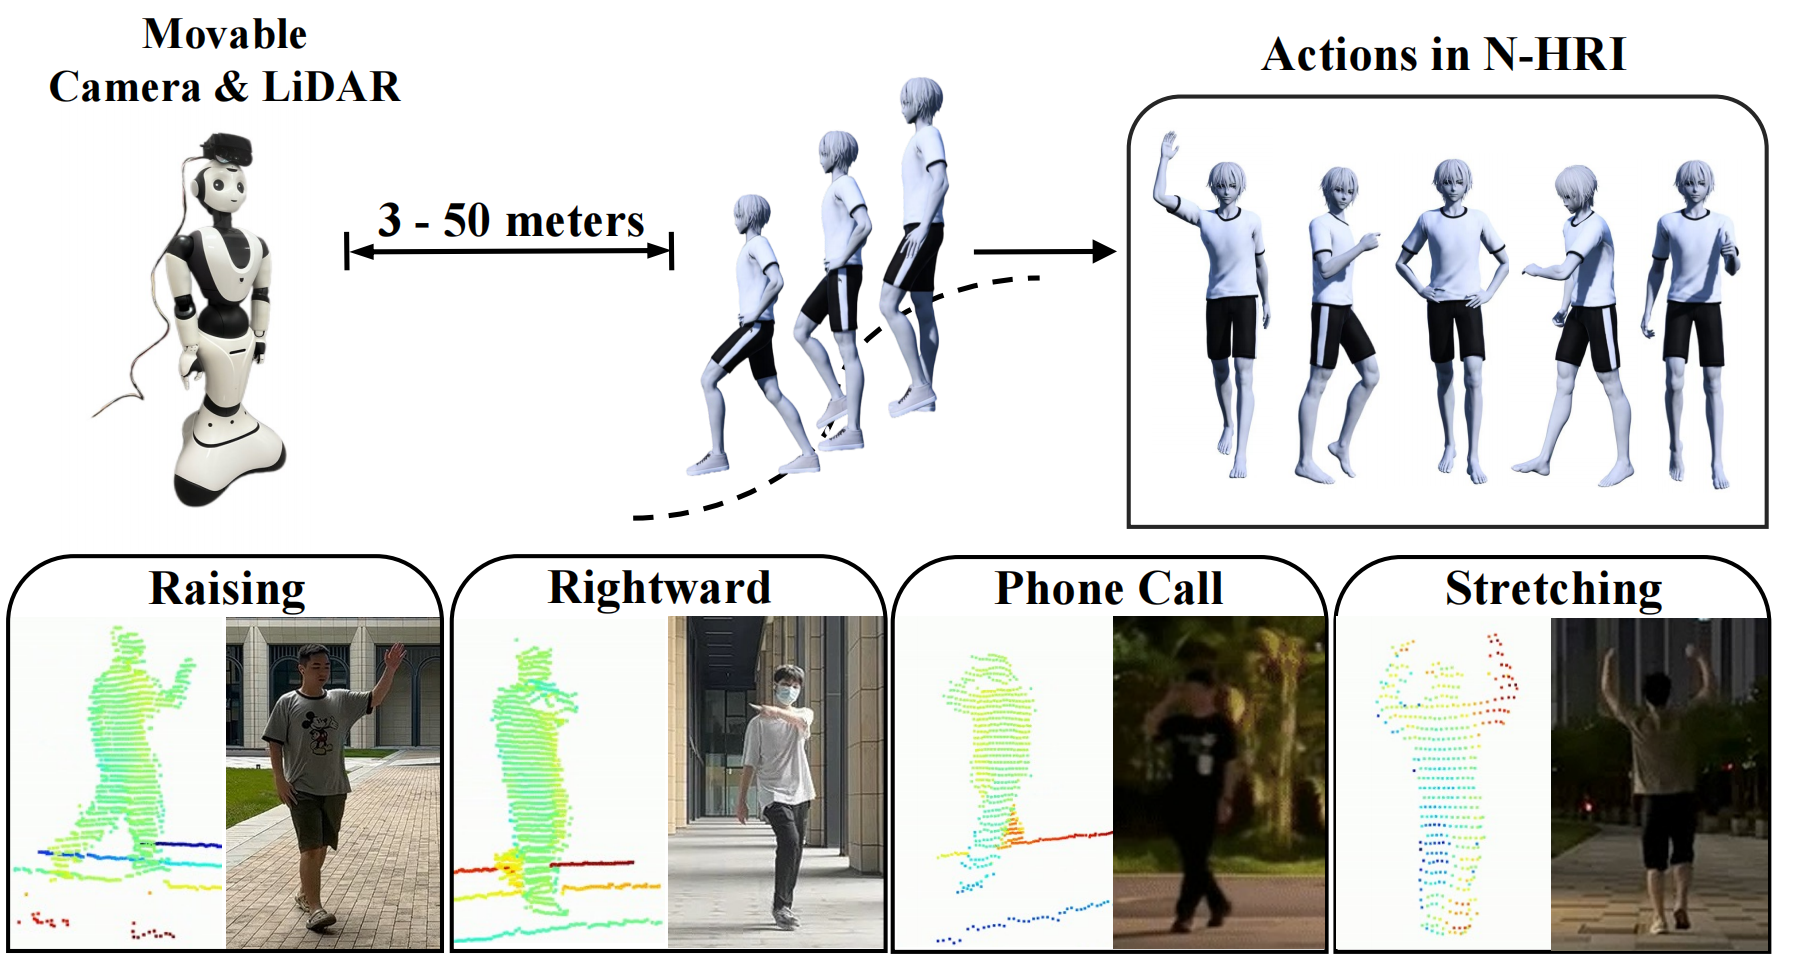 Movable
Camera & LiDAR
3 - 50 meters
Actions in N-HRI
Raising
Rightward
Phone Call
Stretching